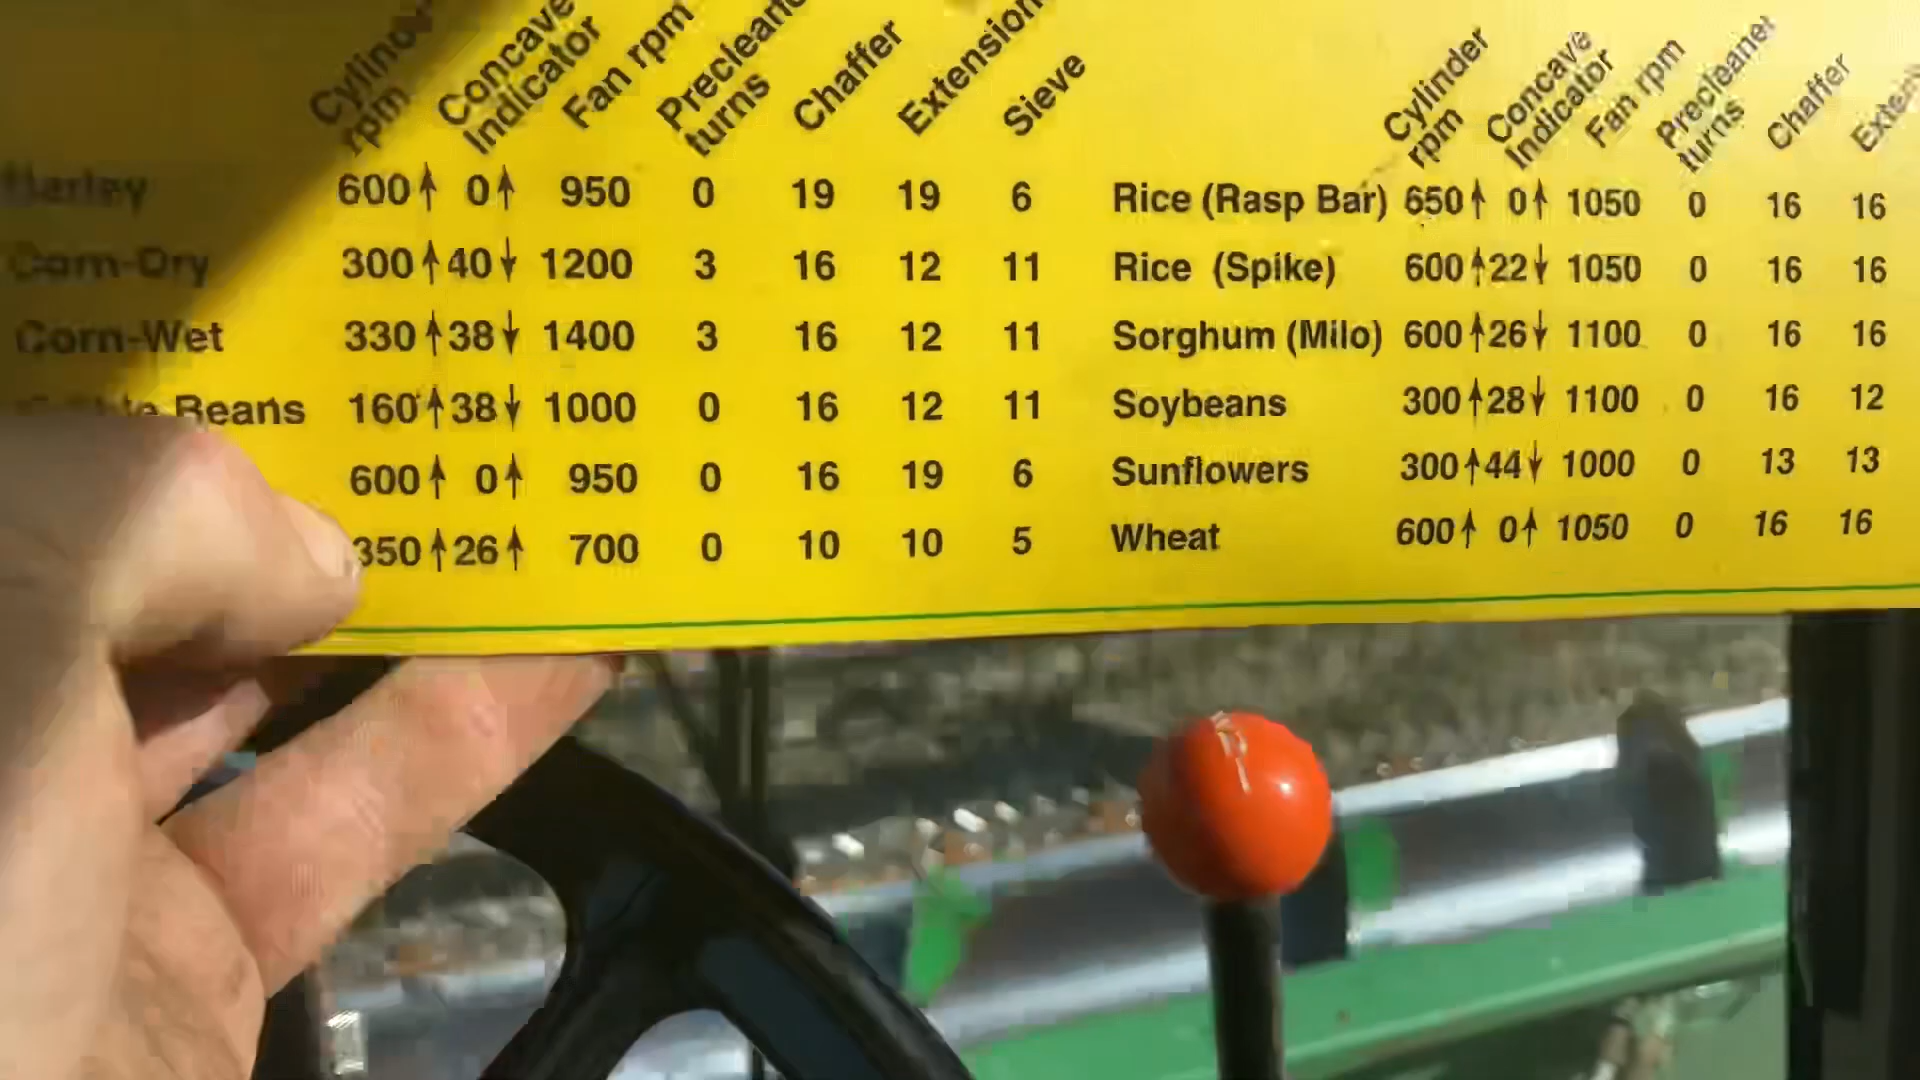 Cylinder rpm Concave Indicator Fan rpm Precleaner turns Chaffer Extension Sieve
Barley 600↑ 0↑ 950 0 19 19 6
Corn-Dry 300↑ 40↓ 1200 3 16 12 11
Corn-Wet 330↑ 38↓ 1400 3 16 12 11
Beans 160↑ 38↓ 1000 0 16 12 11
600↑ 0↑ 950 0 16 19 6
350↑ 26↑ 700 0 10 10 5
Cylinder rpm Concave Indicator Fan rpm Precleaner turns Chaffer
Rice (Rasp Bar) 650↑ 0↑ 1050 0 16 16
Rice (Spike) 600↑ 22↓ 1050 0 16 16
Sorghum (Milo) 600↑ 26↓ 1100 0 16 16
Soybeans 300↑ 28↓ 1100 0 16 12
Sunflowers 300↑ 44↓ 1000 0 13 13
Wheat 600↑ 0↑ 1050 0 16 16